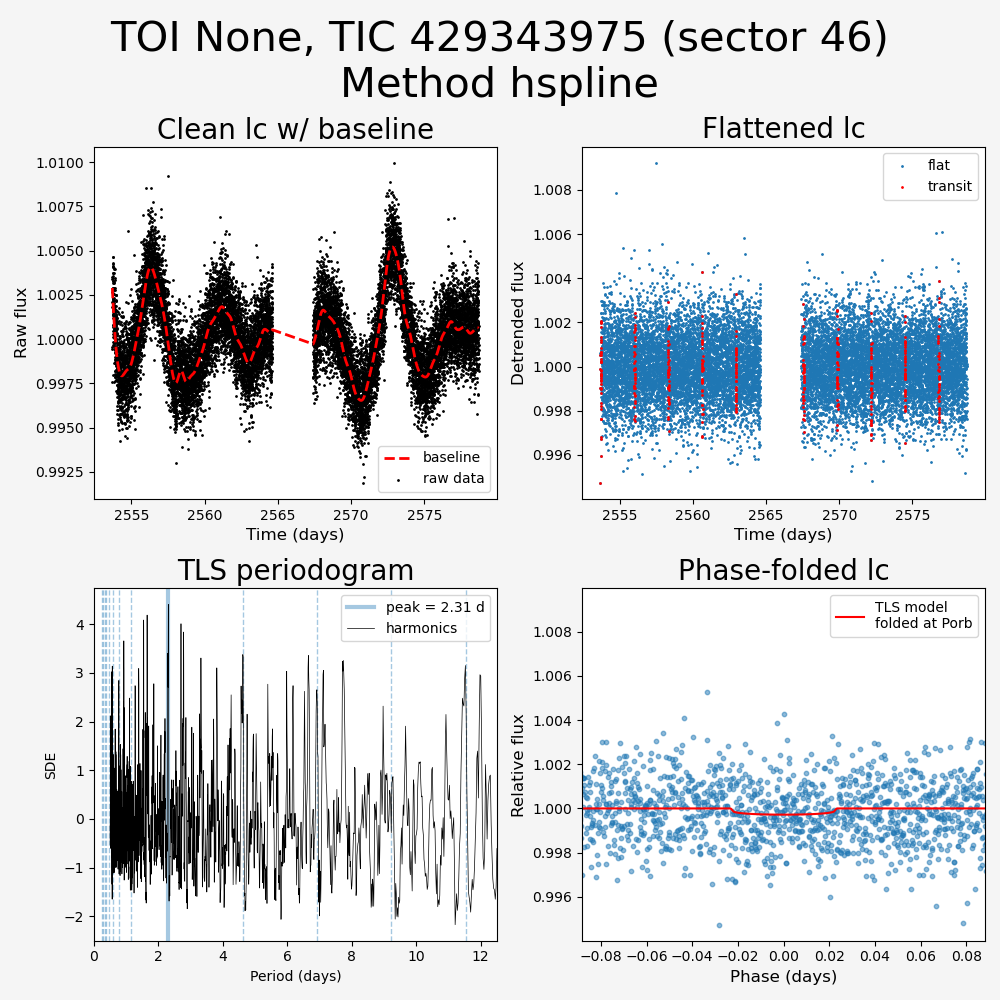 TOI None, TIC 429343975 (sector 46)
Method hspline
Clean lc w/ baseline
Raw flux
1.0100
1.0075
1.0050
1.0025
1.0000
0.9975
0.9950
0.9925
baseline
raw data
2555
2560
2565
2570
2575
Time (days)
Flattened lc
Detrended flux
1.008
1.006
1.004
1.002
1.000
0.998
0.996
flat
transit
2555
2560
2565
2570
2575
Time (days)
TLS periodogram
SDE
4
3
2
1
0
−1
−2
peak = 2.31 d
harmonics
0
2
4
6
8
10
12
Period (days)
Phase-folded lc
Relative flux
1.008
1.006
1.004
1.002
1.000
0.998
0.996
TLS model
folded at Porb
−0.08
−0.06
−0.04
−0.02
0.00
0.02
0.04
0.06
0.08
Phase (days)